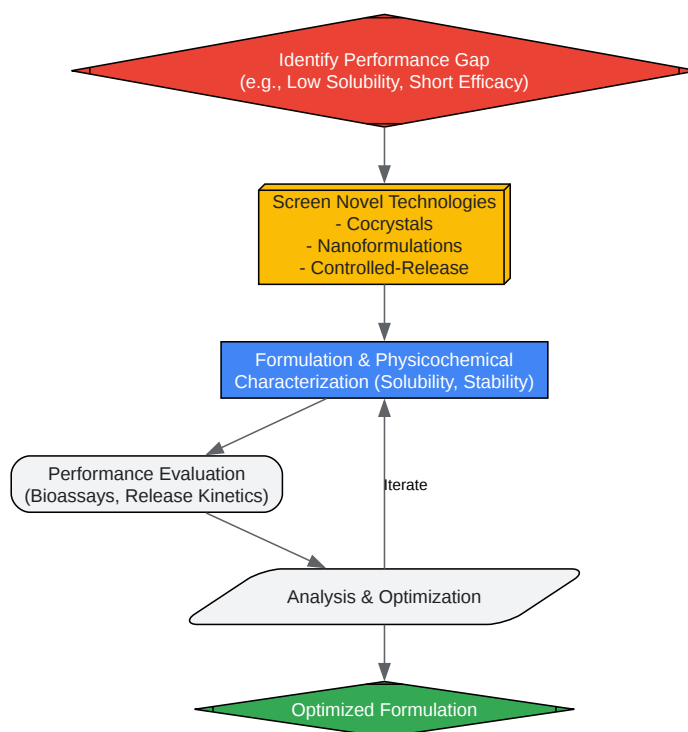 Identify Performance Gap
(e.g., Low Solubility, Short Efficacy)
Screen Novel Technologies
- Cocrystals
- Nanoformulations
- Controlled-Release
Formulation & Physicochemical
Characterization (Solubility, Stability)
Performance Evaluation
(Bioassays, Release Kinetics)
Iterate
Analysis & Optimization
Optimized Formulation